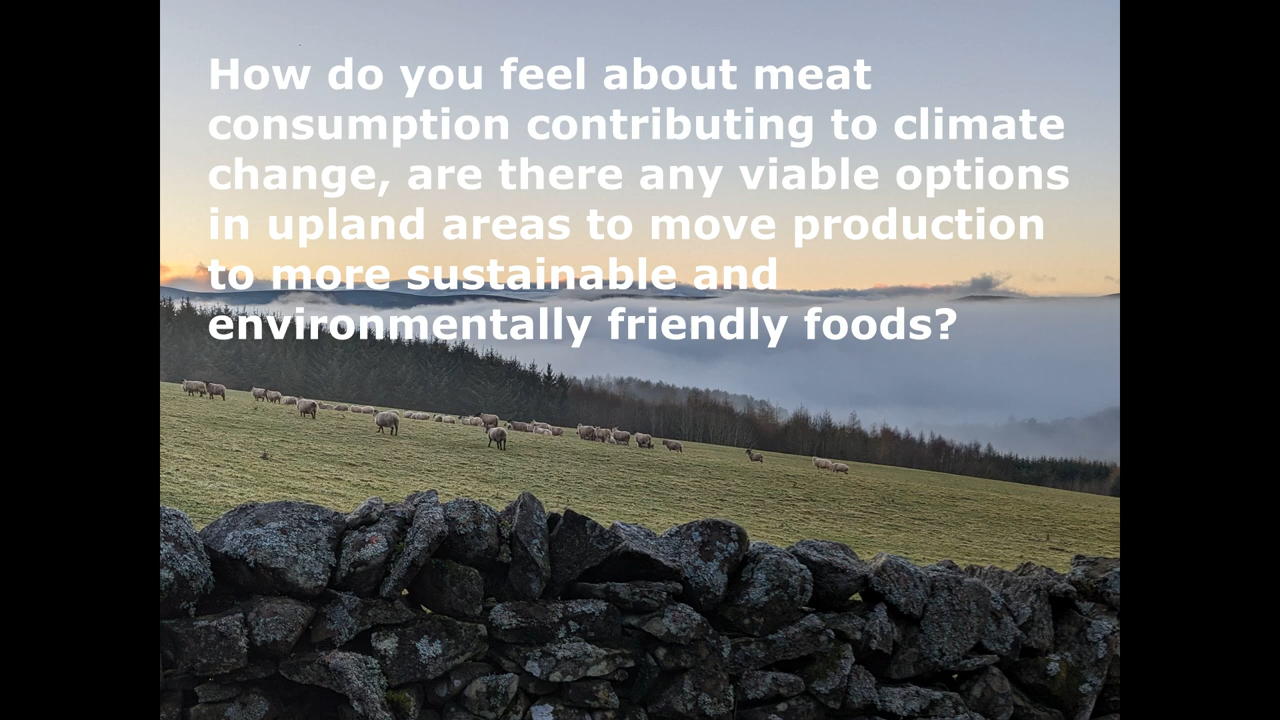 How do you feel about meat
consumption contributing to climate
change, are there any viable options
in upland areas to move production
to more sustainable and
environmentally friendly foods?